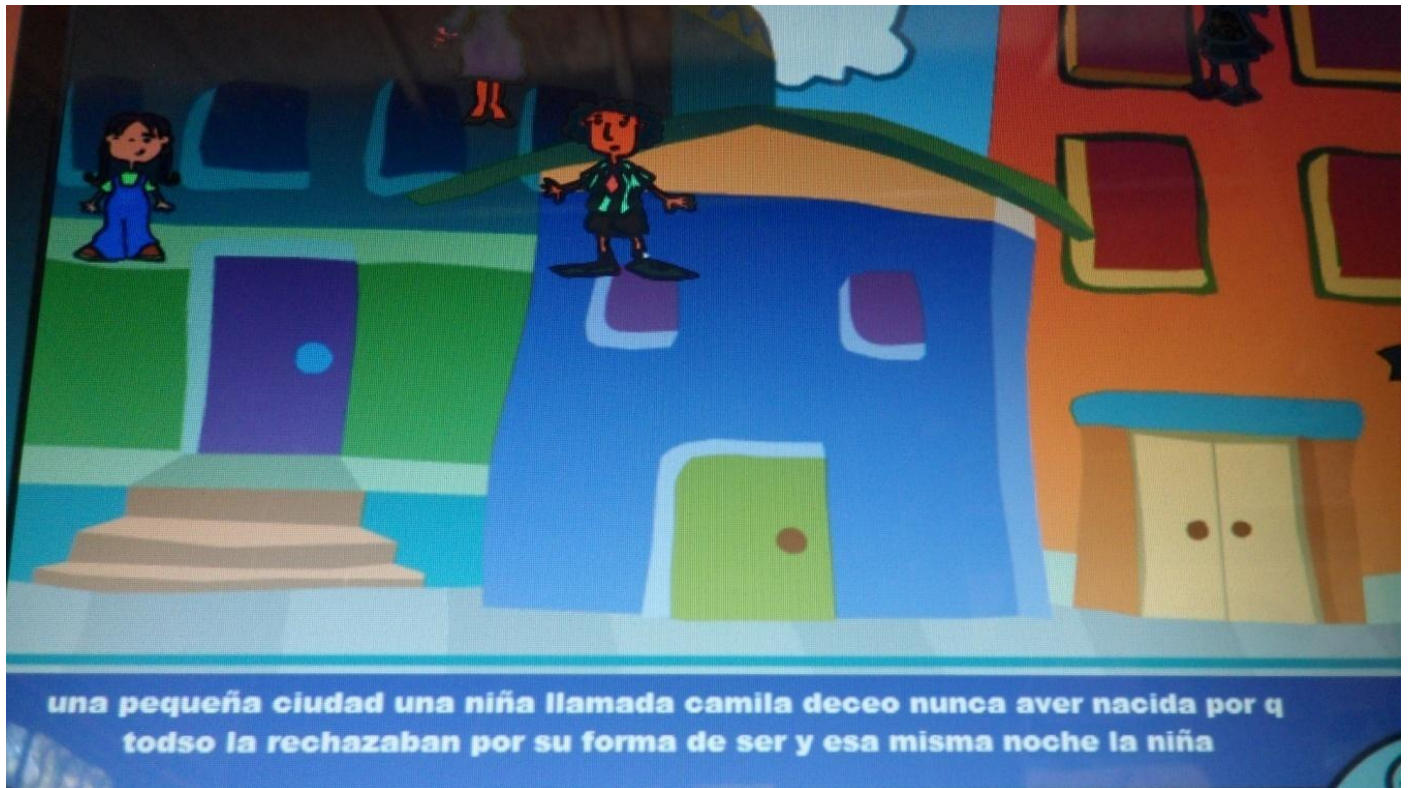 una pequeña ciudad una niña llamada camila deceo nunca aver nacida por q
todso la rechazaban por su forma de ser y esa misma noche la niña